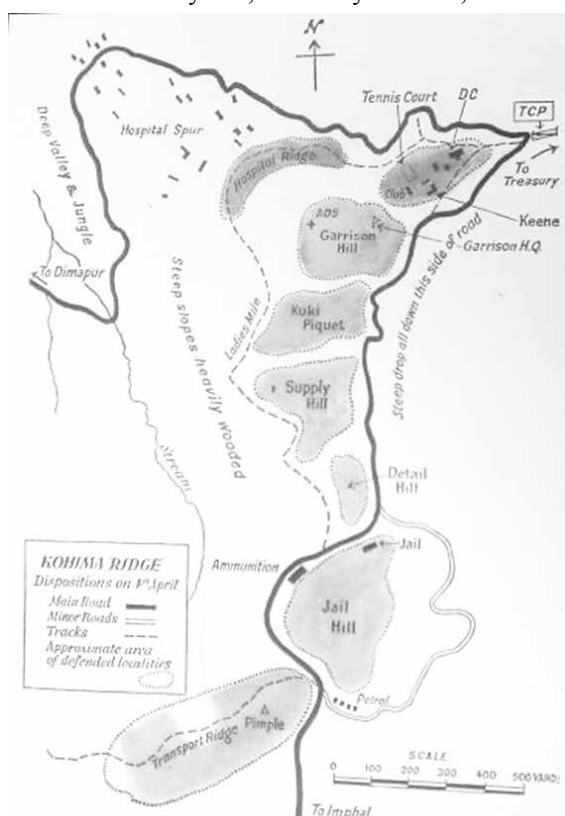 N
Tennis Court
DC
TCP
Hospital Spur
Hospital Ridge
To
Treasury
Club
Deep Valley & Jungle
Keene
ADS
Garrison
Hill
Garrison H.Q.
To Dimapur
Steep slopes heavily wooded
Ladies Mile
Kuki
Piquet
Steep drop all down this side of road
Supply
Hill
Stream
Detail
Hill
KOHIMA RIDGE
Dispositions on 4th April
Main Road
Minor Roads
Tracks
Approximate area
of defended localities
Ammunition
Jail
Jail
Hill
Petrol
Transport Ridge
Pimple
SCALE
0 100 200 300 400 500 YARDS
To Imphal